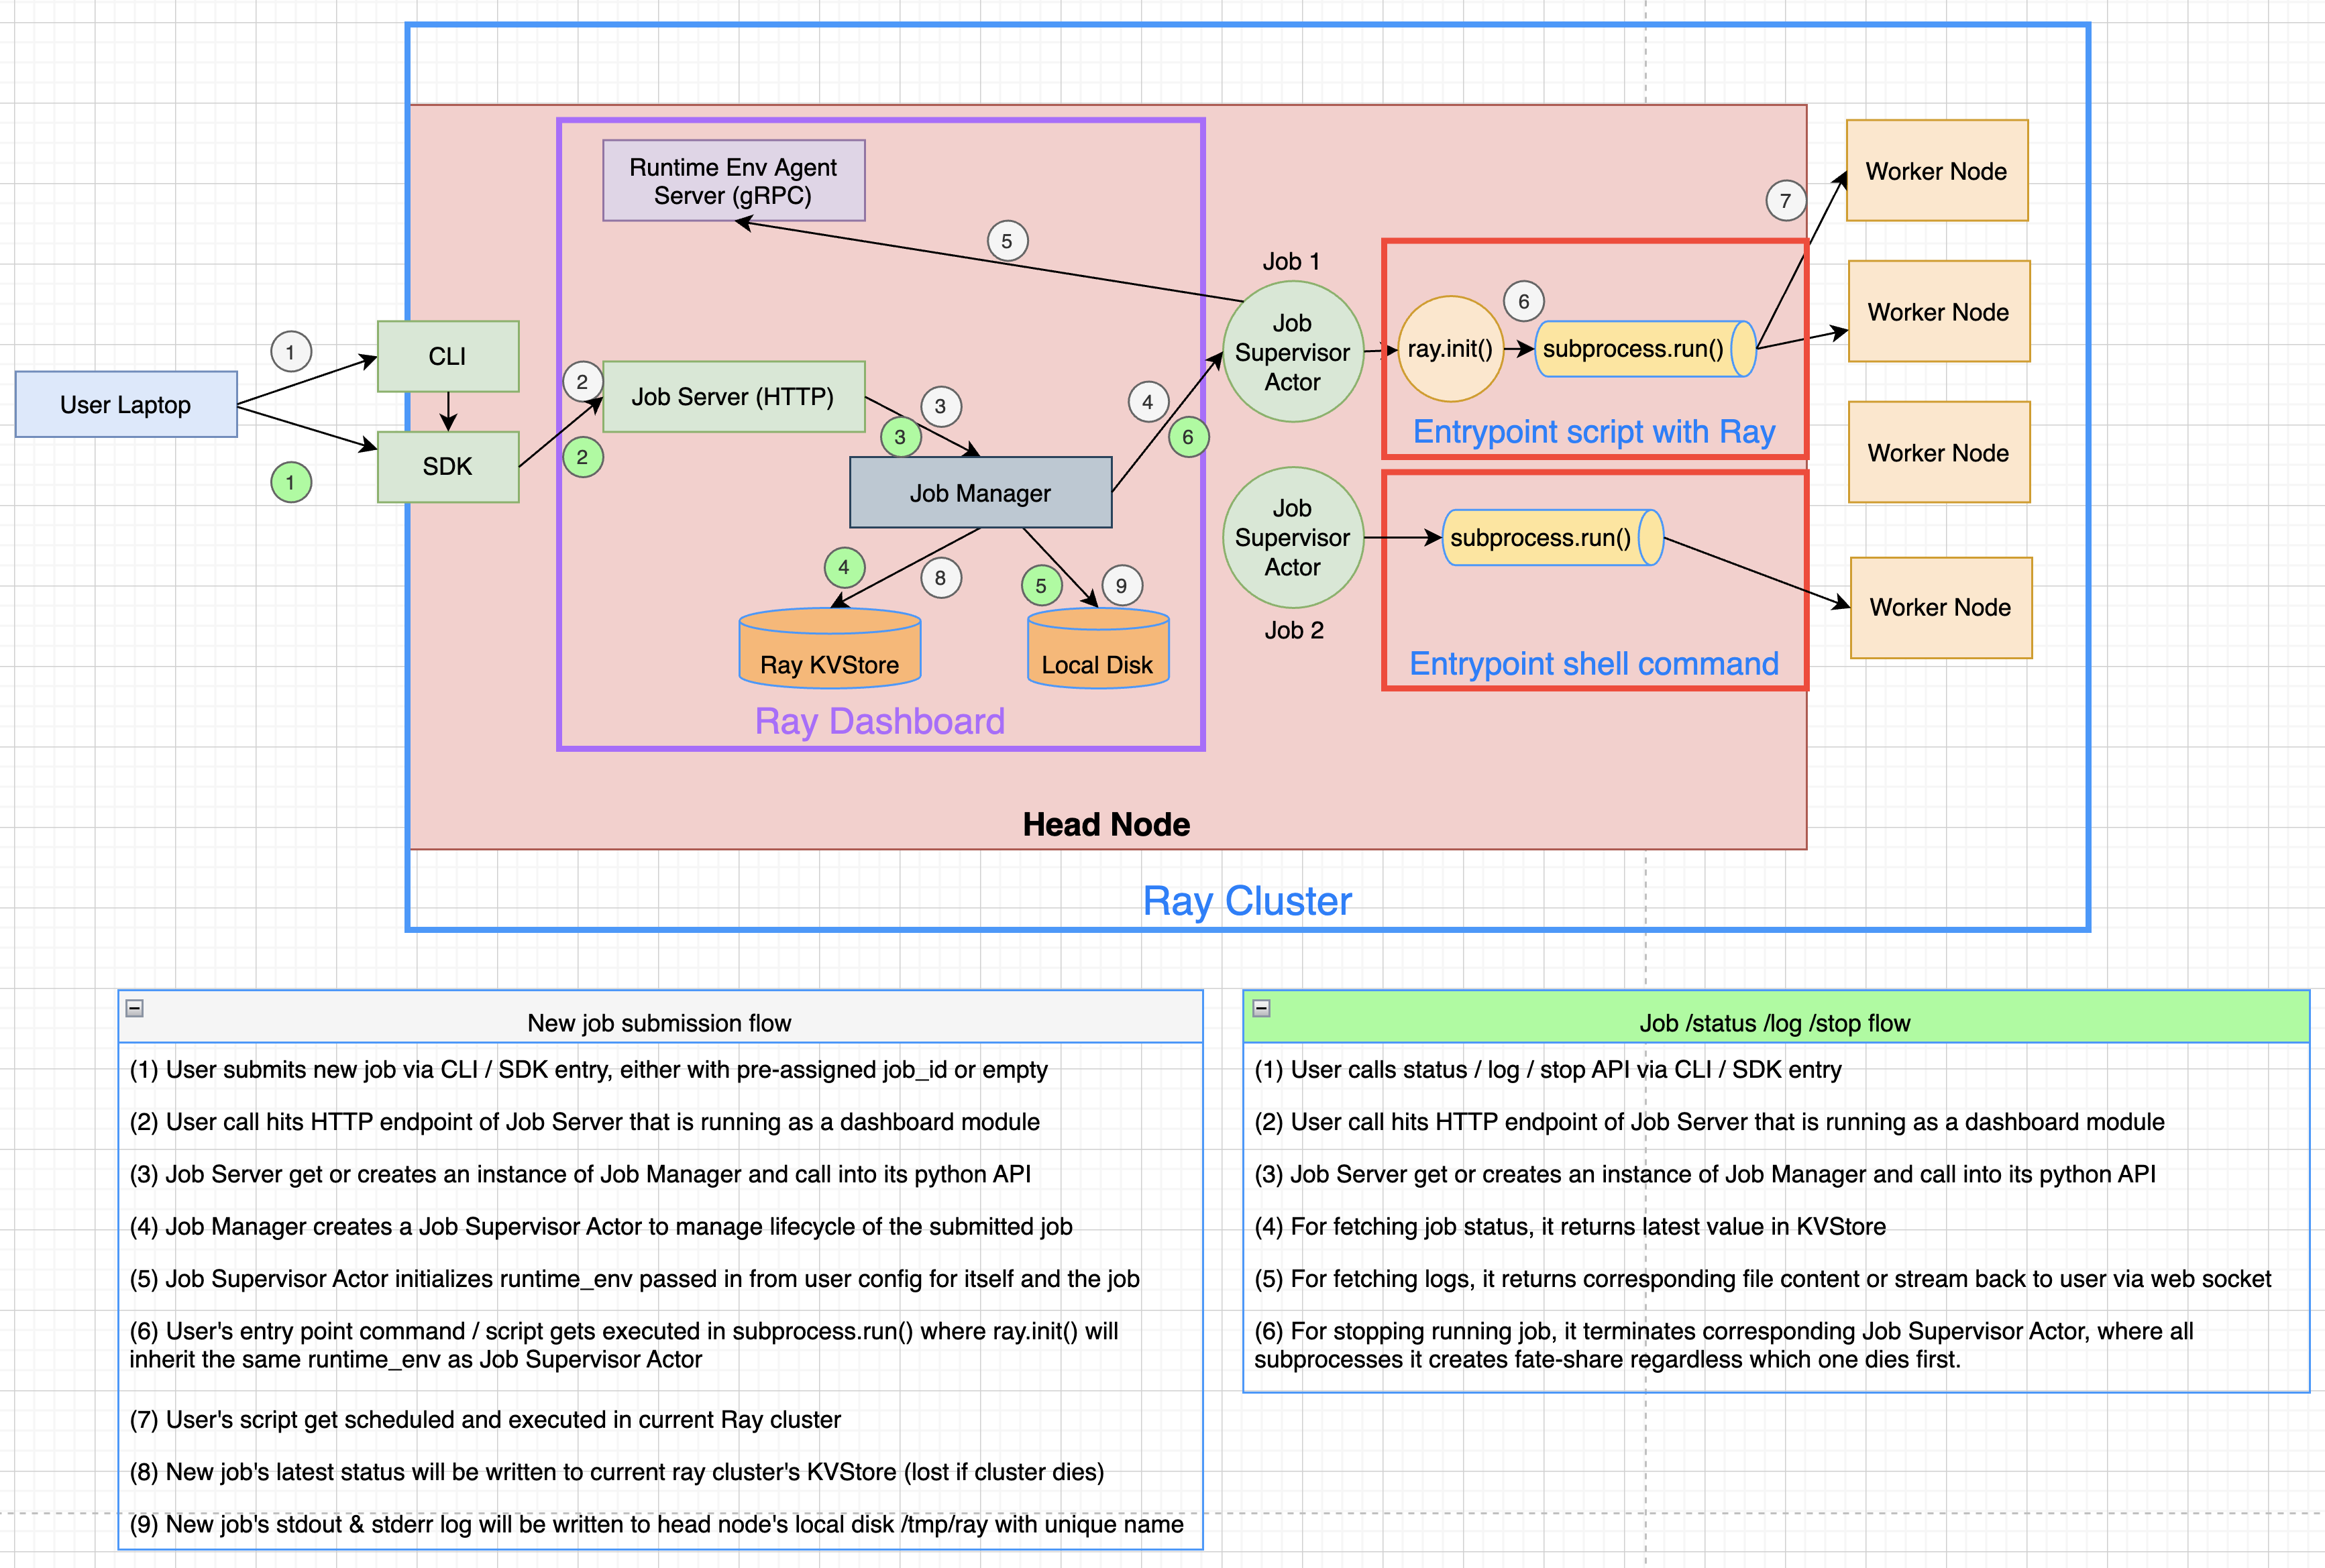 Runtime Env Agent
Server (gRPC)
Worker Node
7
5
Job 1
Worker Node
6
Job
Supervisor
Actor
ray.init()
subprocess.run()
1
CLI
User Laptop
2
Job Server (HTTP)
3
4
Entrypoint script with Ray
3
6
Worker Node
1
SDK
2
Job Manager
Job
Supervisor
Actor
subprocess.run()
4
8
5
9
Worker Node
Job 2
Ray KVStore
Local Disk
Entrypoint shell command
Ray Dashboard
Head Node
Ray Cluster
New job submission flow
(1) User submits new job via CLI / SDK entry, either with pre-assigned job_id or empty
(2) User call hits HTTP endpoint of Job Server that is running as a dashboard module
(3) Job Server get or creates an instance of Job Manager and call into its python API
(4) Job Manager creates a Job Supervisor Actor to manage lifecycle of the submitted job
(5) Job Supervisor Actor initializes runtime_env passed in from user config for itself and the job
(6) User's entry point command / script gets executed in subprocess.run() where ray.init() will
inherit the same runtime_env as Job Supervisor Actor
(7) User's script get scheduled and executed in current Ray cluster
(8) New job's latest status will be written to current ray cluster's KVStore (lost if cluster dies)
(9) New job's stdout & stderr log will be written to head node's local disk /tmp/ray with unique name
Job /status /log /stop flow
(1) User calls status / log / stop API via CLI / SDK entry
(2) User call hits HTTP endpoint of Job Server that is running as a dashboard module
(3) Job Server get or creates an instance of Job Manager and call into its python API
(4) For fetching job status, it returns latest value in KVStore
(5) For fetching logs, it returns corresponding file content or stream back to user via web socket
(6) For stopping running job, it terminates corresponding Job Supervisor Actor, where all
subprocesses it creates fate-share regardless which one dies first.